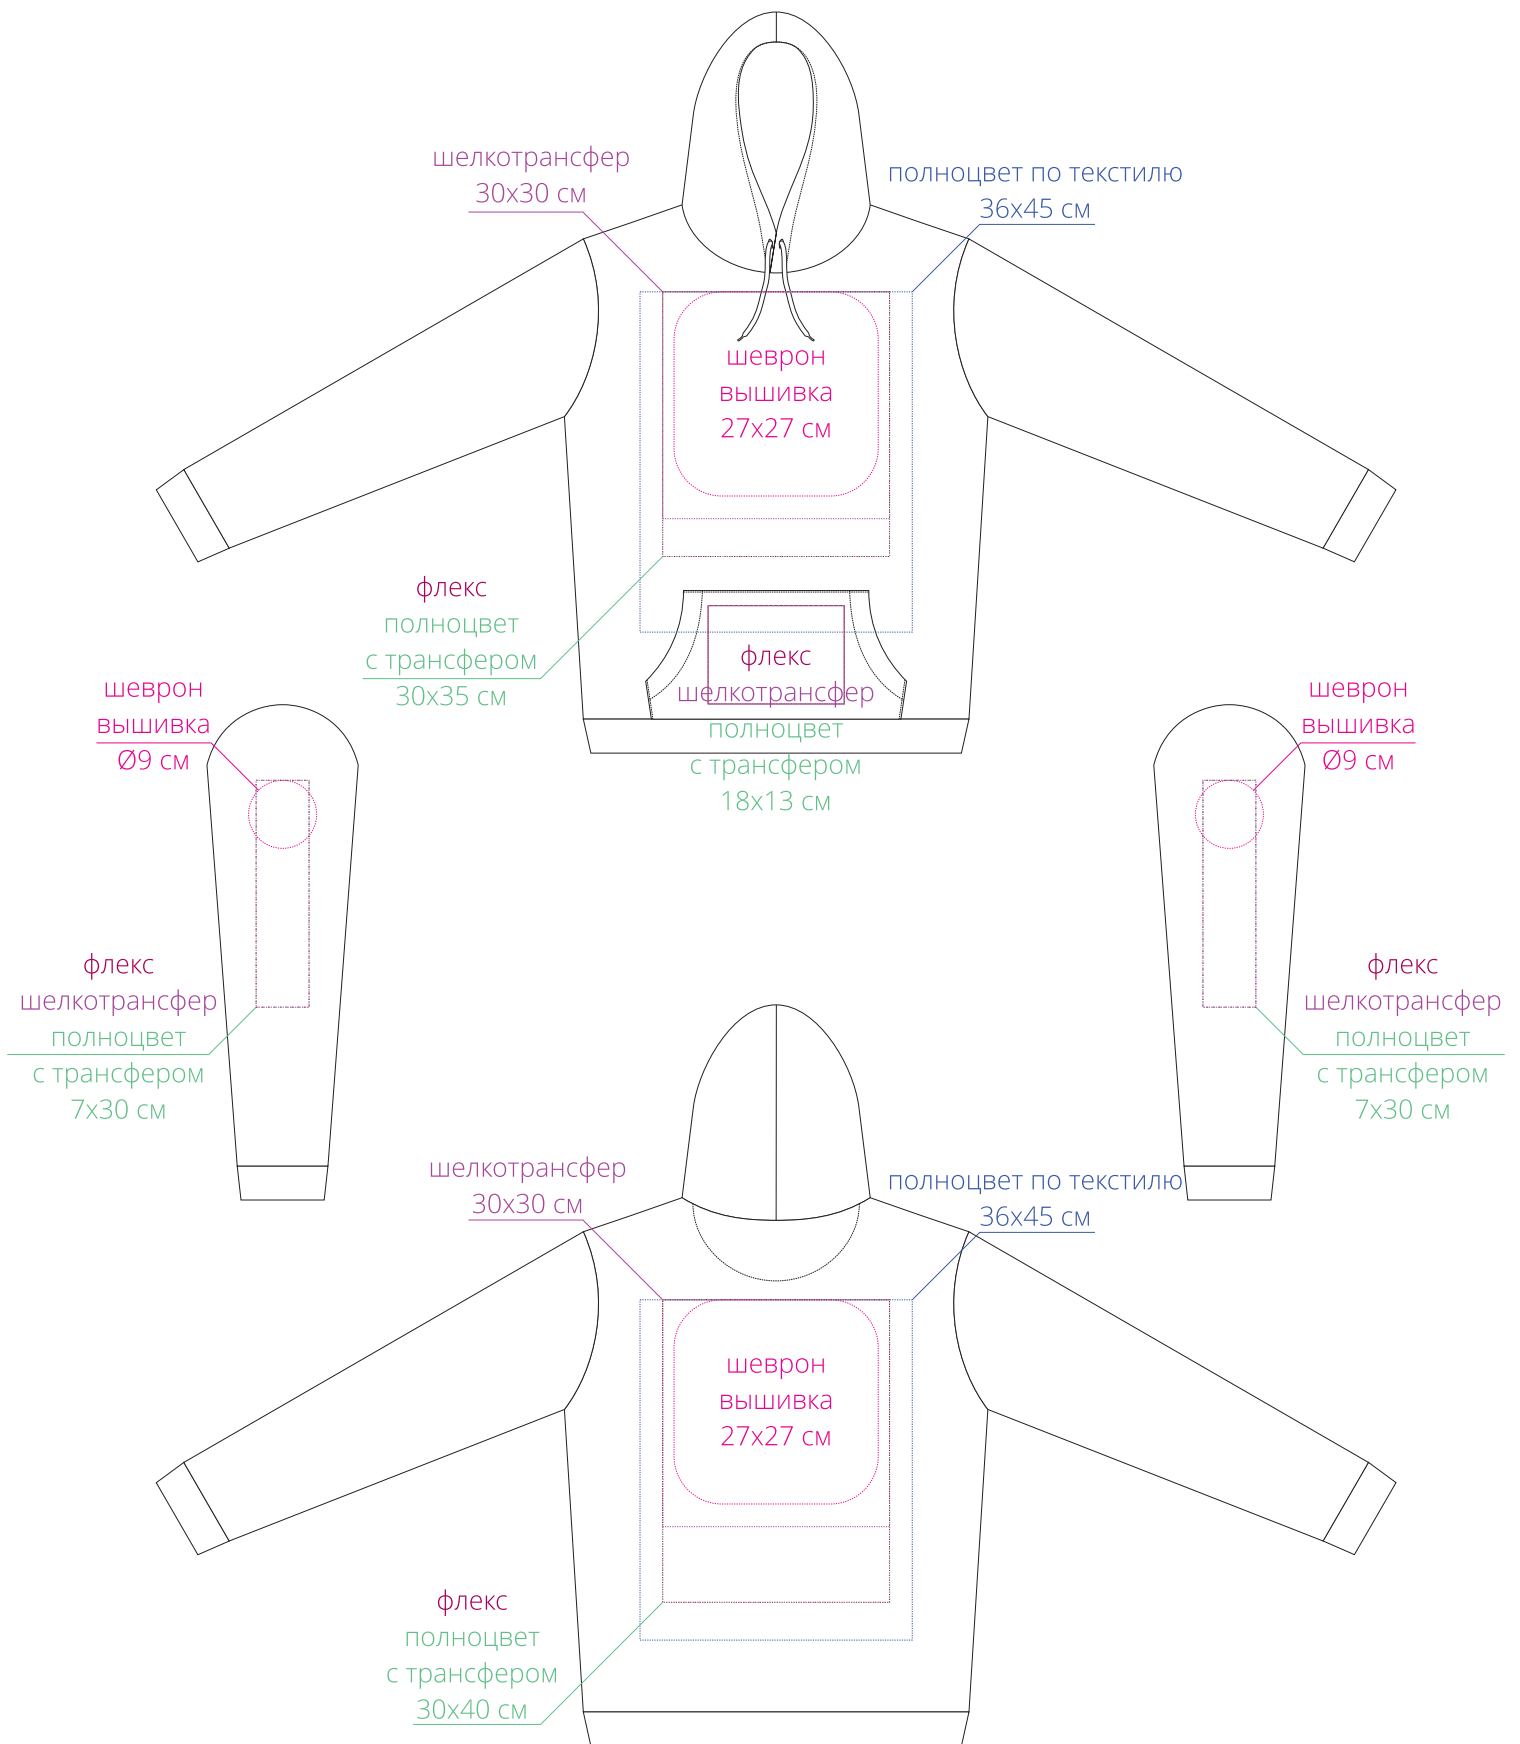 шелкотрансфер
30х30 см
полноцвет по текстилю
36х45 см
шеврон
вышивка
27х27 см
флекс
полноцвет
с трансфером
30х35 см
флекс
шелкотрансфер
полноцвет
с трансфером
18х13 см
шеврон
вышивка
Ø9 см
шеврон
вышивка
Ø9 см
флекс
шелкотрансфер
полноцвет
с трансфером
7х30 см
флекс
шелкотрансфер
полноцвет
с трансфером
7х30 см
шелкотрансфер
30х30 см
полноцвет по текстилю
36х45 см
шеврон
вышивка
27х27 см
флекс
полноцвет
с трансфером
30х40 см